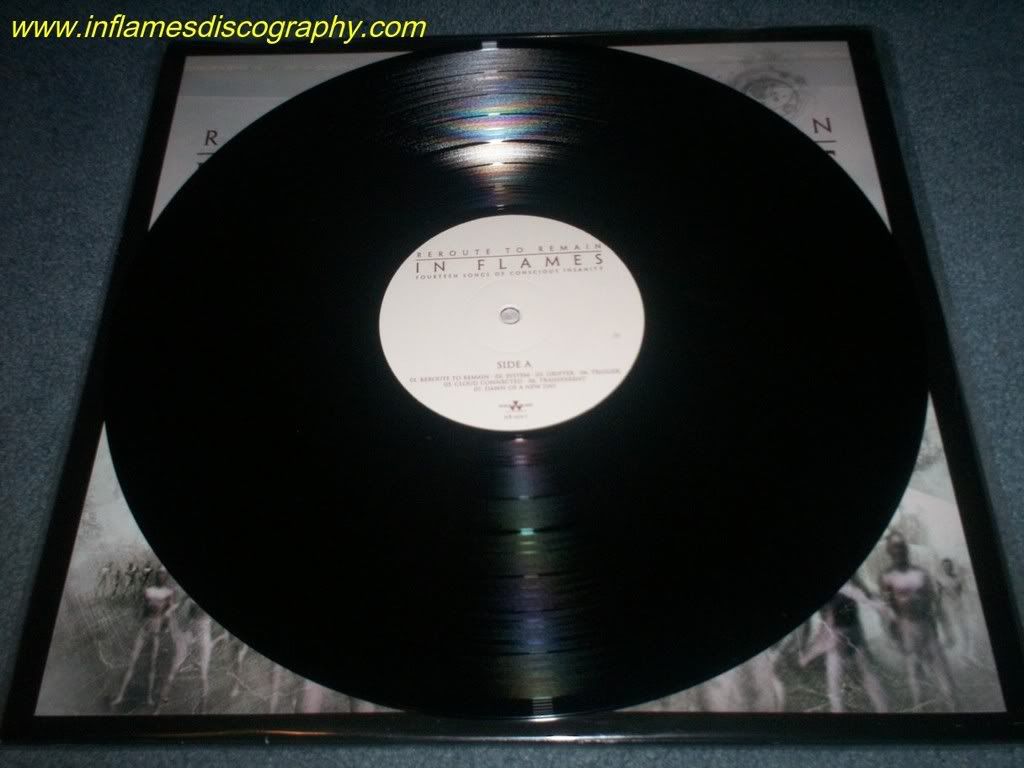 www.inflamesdiscography.com
R N
REROUTE TO REMAIN
IN FLAMES
FOURTEEN SONGS OF CONSCIOUS INSANITY
SIDE A
01. REROUTE TO REMAIN · 02. SYSTEM · 03. DRIFTER · 04. TRIGGER
05. CLOUD CONNECTED · 06. TRANSPARENT
07. DAWN OF A NEW DAY